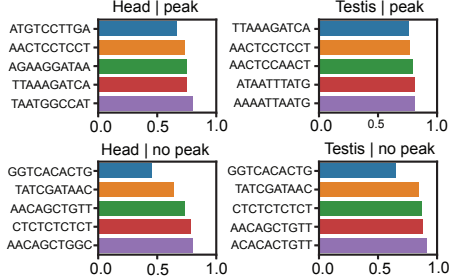 Head | peak
ATGTCCTTGA
AACTCCTCCT
AGAAGGATAA
TTAAAGATCA
TAATGGCCAT
0.0 0.5 1.0
Testis | peak
TTAAAGATCA
AACTCCTCCT
AACTCCAACT
ATAATTTATG
AAAATTAATG
0.0 0.5 1.0
Head | no peak
GGTCACACTG
TATCGATAAC
AACAGCTGTT
CTCTCTCTCT
AACAGCTGGC
0.0 0.5 1.0
Testis | no peak
GGTCACACTG
TATCGATAAC
CTCTCTCTCT
AACAGCTGTT
ACACACTGTT
0.0 0.5 1.0